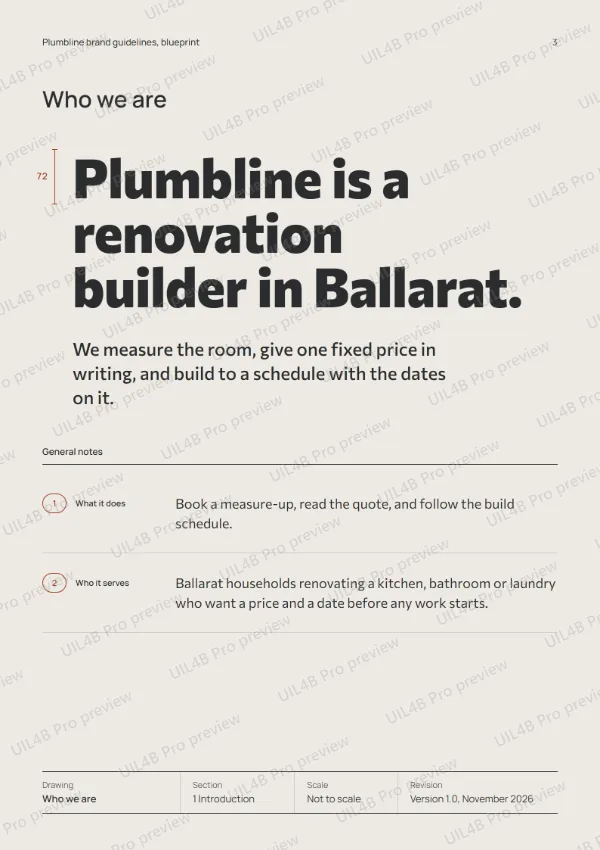 Plumbline brand guidelines, blueprint
3
Who we are
72
Plumbline is a
renovation
builder in Ballarat.
We measure the room, give one fixed price in
writing, and build to a schedule with the dates
on it.
General notes
1
What it does
Book a measure-up, read the quote, and follow the build
schedule.
2
Who it serves
Ballarat households renovating a kitchen, bathroom or laundry
who want a price and a date before any work starts.
Drawing
Who we are
Section
1 Introduction
Scale
Not to scale
Revision
Version 1.0, November 2026
UIL4B Pro preview